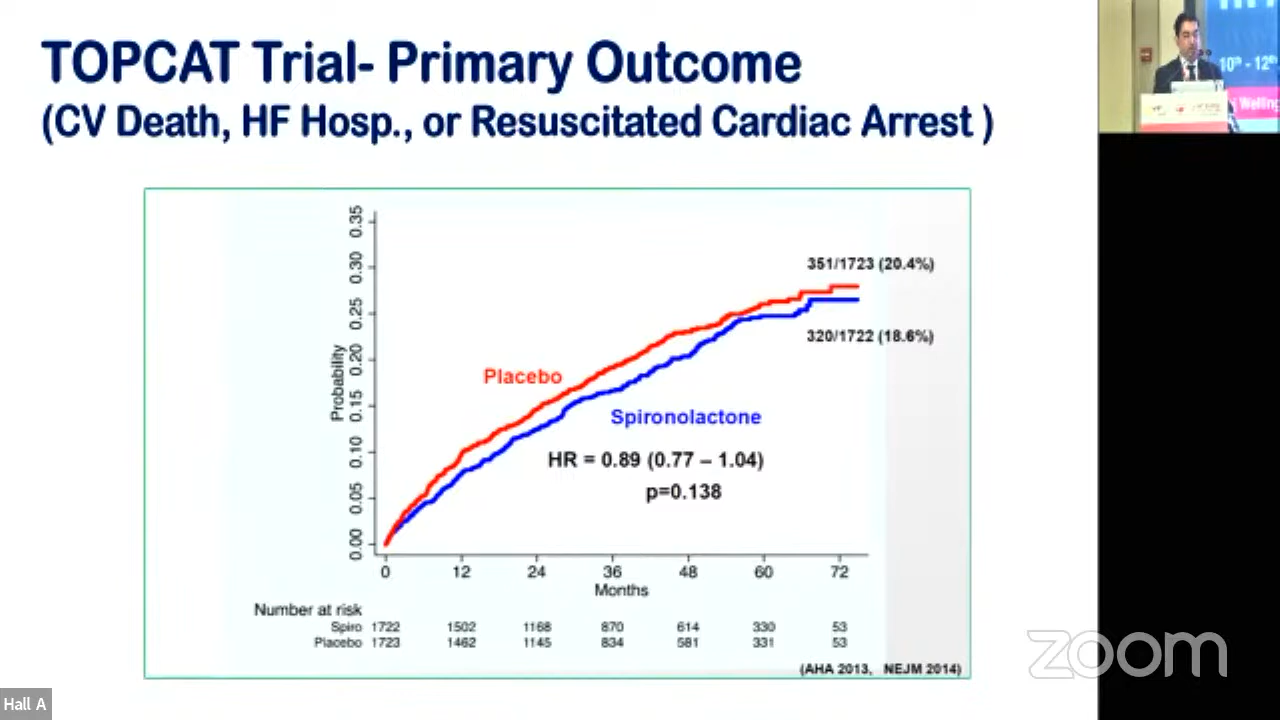 TOPCAT Trial- Primary Outcome
(CV Death, HF Hosp., or Resuscitated Cardiac Arrest )
0.35
0.30
0.25
0.20
0.15
0.10
0.05
0.00
Probability
351/1723 (20.4%)
320/1722 (18.6%)
Placebo
Spironolactone
HR = 0.89 (0.77 – 1.04)
p=0.138
0 12 24 36 48 60 72
Months
Number at risk
Spiro 1722 1502 1168 870 614 330 53
Placebo 1723 1462 1145 834 581 331 53
(AHA 2013, NEJM 2014)
10th - 12th
zoom
Hall A